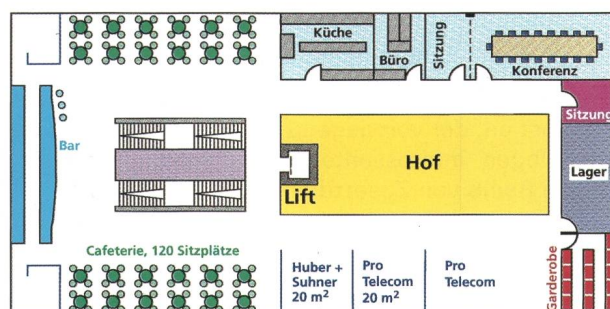 Küche
Büro
Sitzung
Konferenz
Sitzung
Bar
Hof
Lift
Lager
Cafeterie, 120 Sitzplätze
Huber +
Suhner
20 m²
Pro
Telecom
20 m²
Pro
Telecom
Garderobe